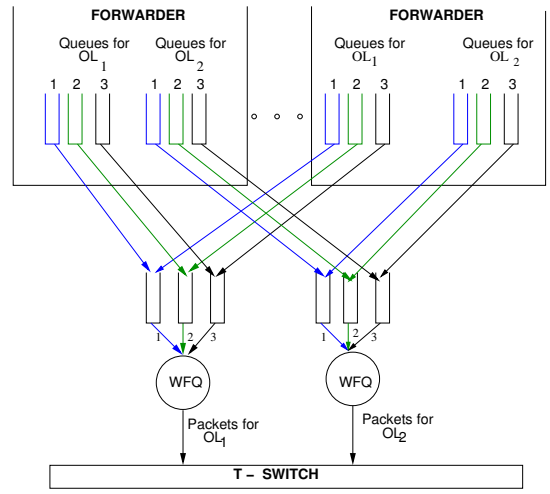 FORWARDER FORWARDER
Queues for OL1 Queues for OL2 Queues for OL1 Queues for OL2
1 2 3 1 2 3 1 2 3 1 2 3
1 2 3 1 2 3
WFQ WFQ
Packets for OL1 Packets for OL2
T – SWITCH